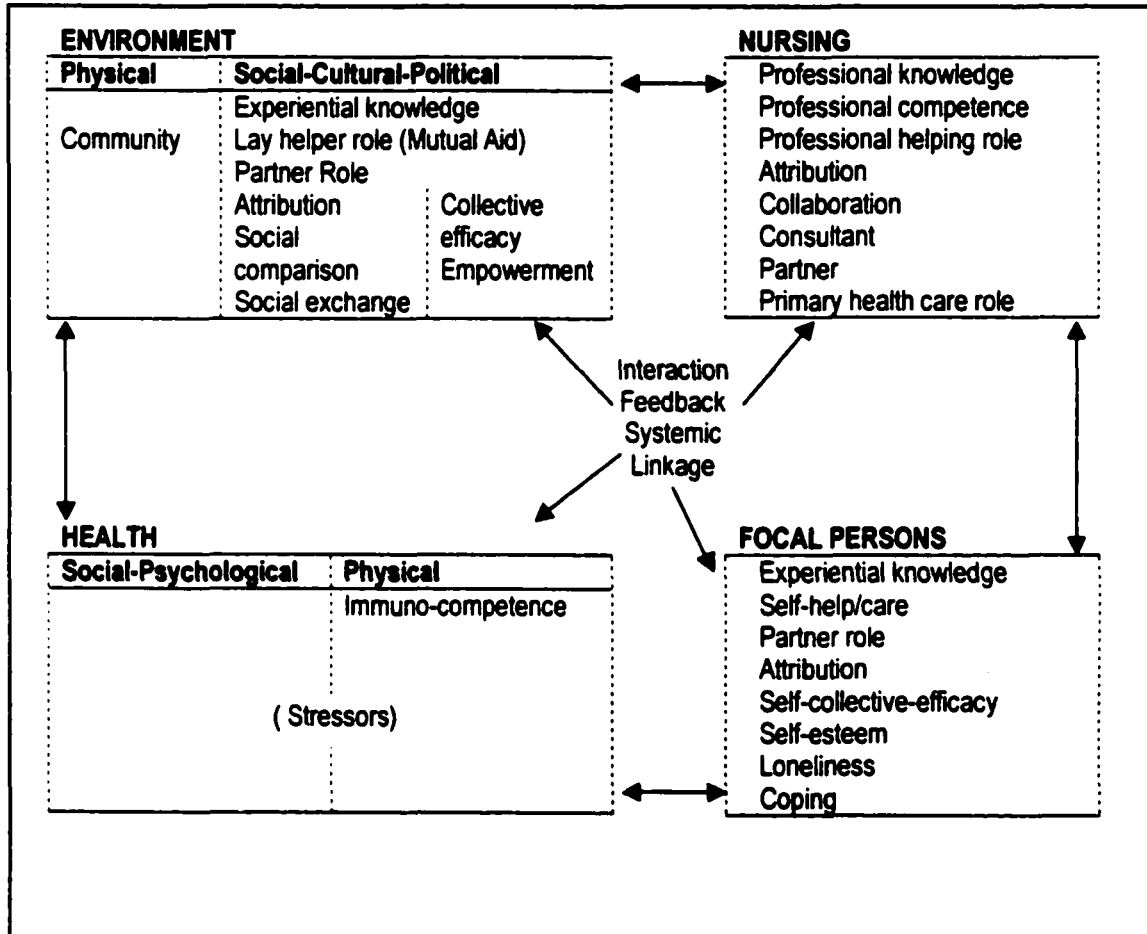 ENVIRONMENT
Physical Social-Cultural-Political
Experiential knowledge
Community Lay helper role (Mutual Aid)
Partner Role
Attribution Collective
Social efficacy
comparison Empowerment
Social exchange
NURSING
Professional knowledge
Professional competence
Professional helping role
Attribution
Collaboration
Consultant
Partner
Primary health care role
Interaction
Feedback
Systemic
Linkage
HEALTH
Social-Psychological Physical
Immuno-competence
( Stressors)
FOCAL PERSONS
Experiential knowledge
Self-help/care
Partner role
Attribution
Self-collective-efficacy
Self-esteem
Loneliness
Coping